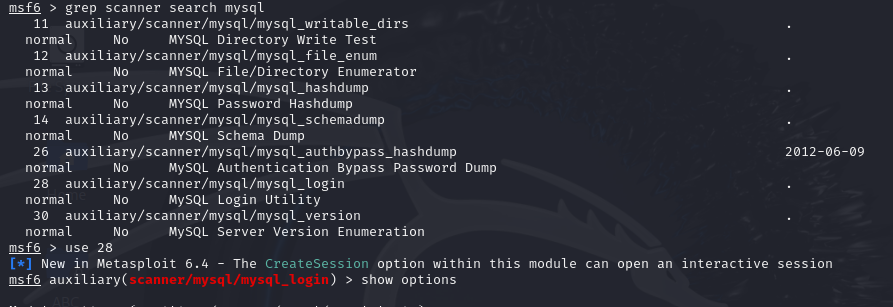 msf6 > grep scanner search mysql
11 auxiliary/scanner/mysql/mysql_writable_dirs .
normal No MYSQL Directory Write Test
12 auxiliary/scanner/mysql/mysql_file_enum .
normal No MYSQL File/Directory Enumerator
13 auxiliary/scanner/mysql/mysql_hashdump .
normal No MYSQL Password Hashdump
14 auxiliary/scanner/mysql/mysql_schemadump .
normal No MYSQL Schema Dump
26 auxiliary/scanner/mysql/mysql_authbypass_hashdump 2012-06-09
normal No MySQL Authentication Bypass Password Dump
28 auxiliary/scanner/mysql/mysql_login .
normal No MySQL Login Utility
30 auxiliary/scanner/mysql/mysql_version .
normal No MySQL Server Version Enumeration
msf6 > use 28
[*] New in Metasploit 6.4 - The CreateSession option within this module can open an interactive session
msf6 auxiliary(scanner/mysql/mysql_login) > show options